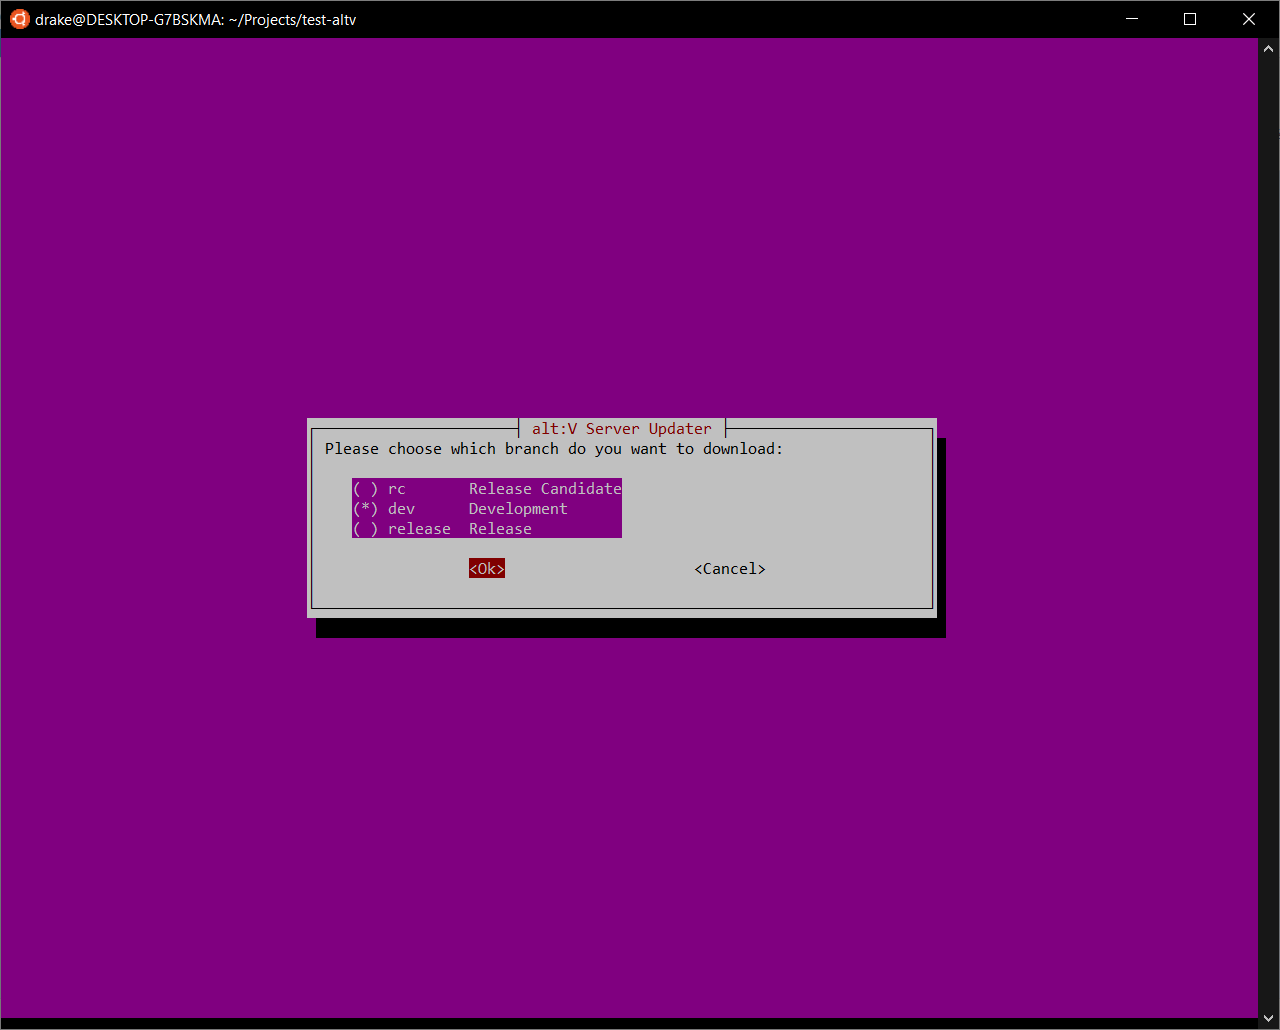 drake@DESKTOP-G7BSKMA: ~/Projects/test-altv
alt:V Server Updater
Please choose which branch do you want to download:
( ) rc       Release Candidate
(*) dev      Development
( ) release  Release
<Ok>                     <Cancel>